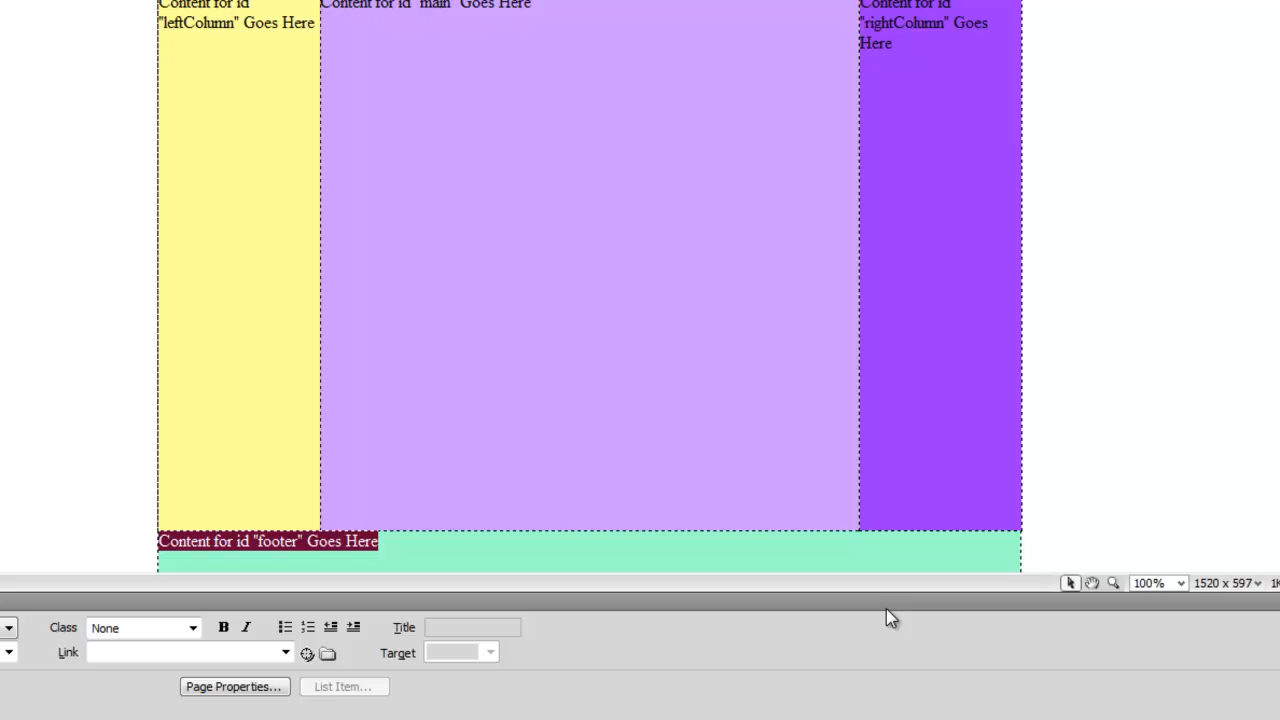 Content for id
"leftColumn" Goes Here
Content for id "main" Goes Here
Content for id
"rightColumn" Goes
Here
Content for id "footer" Goes Here
100%
1520 x 597
1K
Class
None
B
I
Title
Link
Target
Page Properties...
List Item...